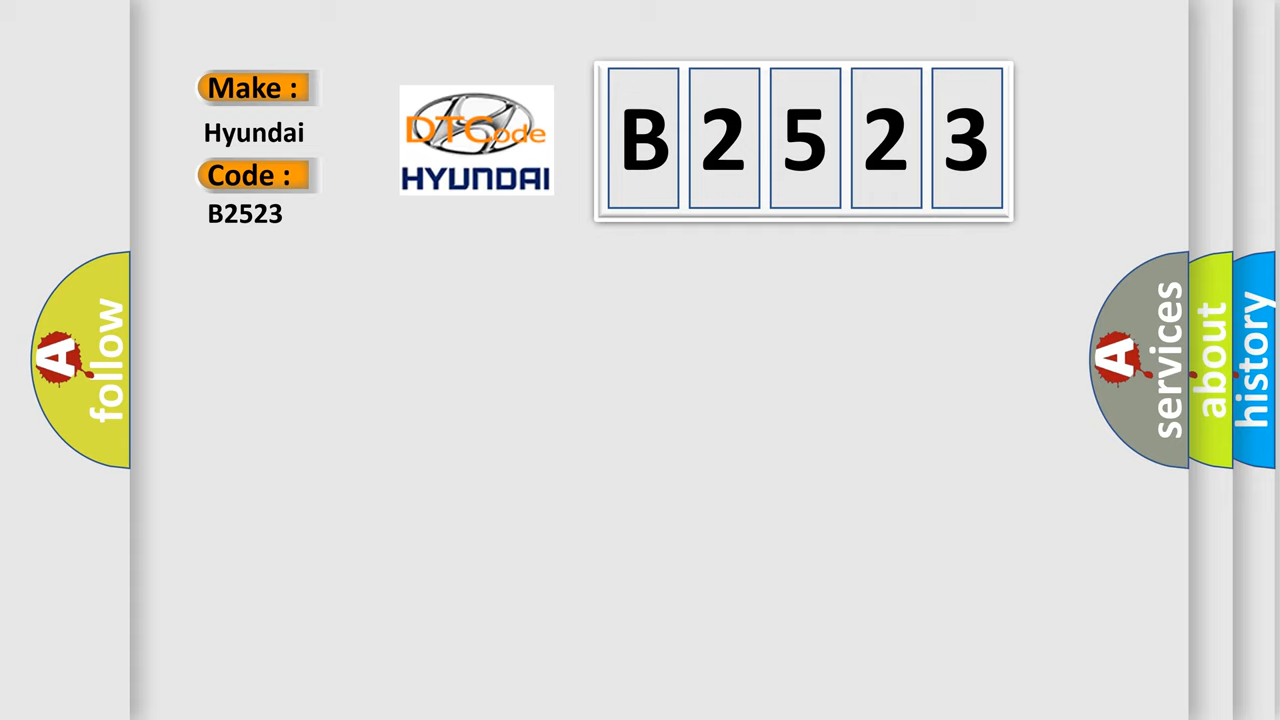 Make :
Hyundai
Code :
B2523
DTCode
HYUNDAI
B 2 5 2 3
A follow
A services
about
history